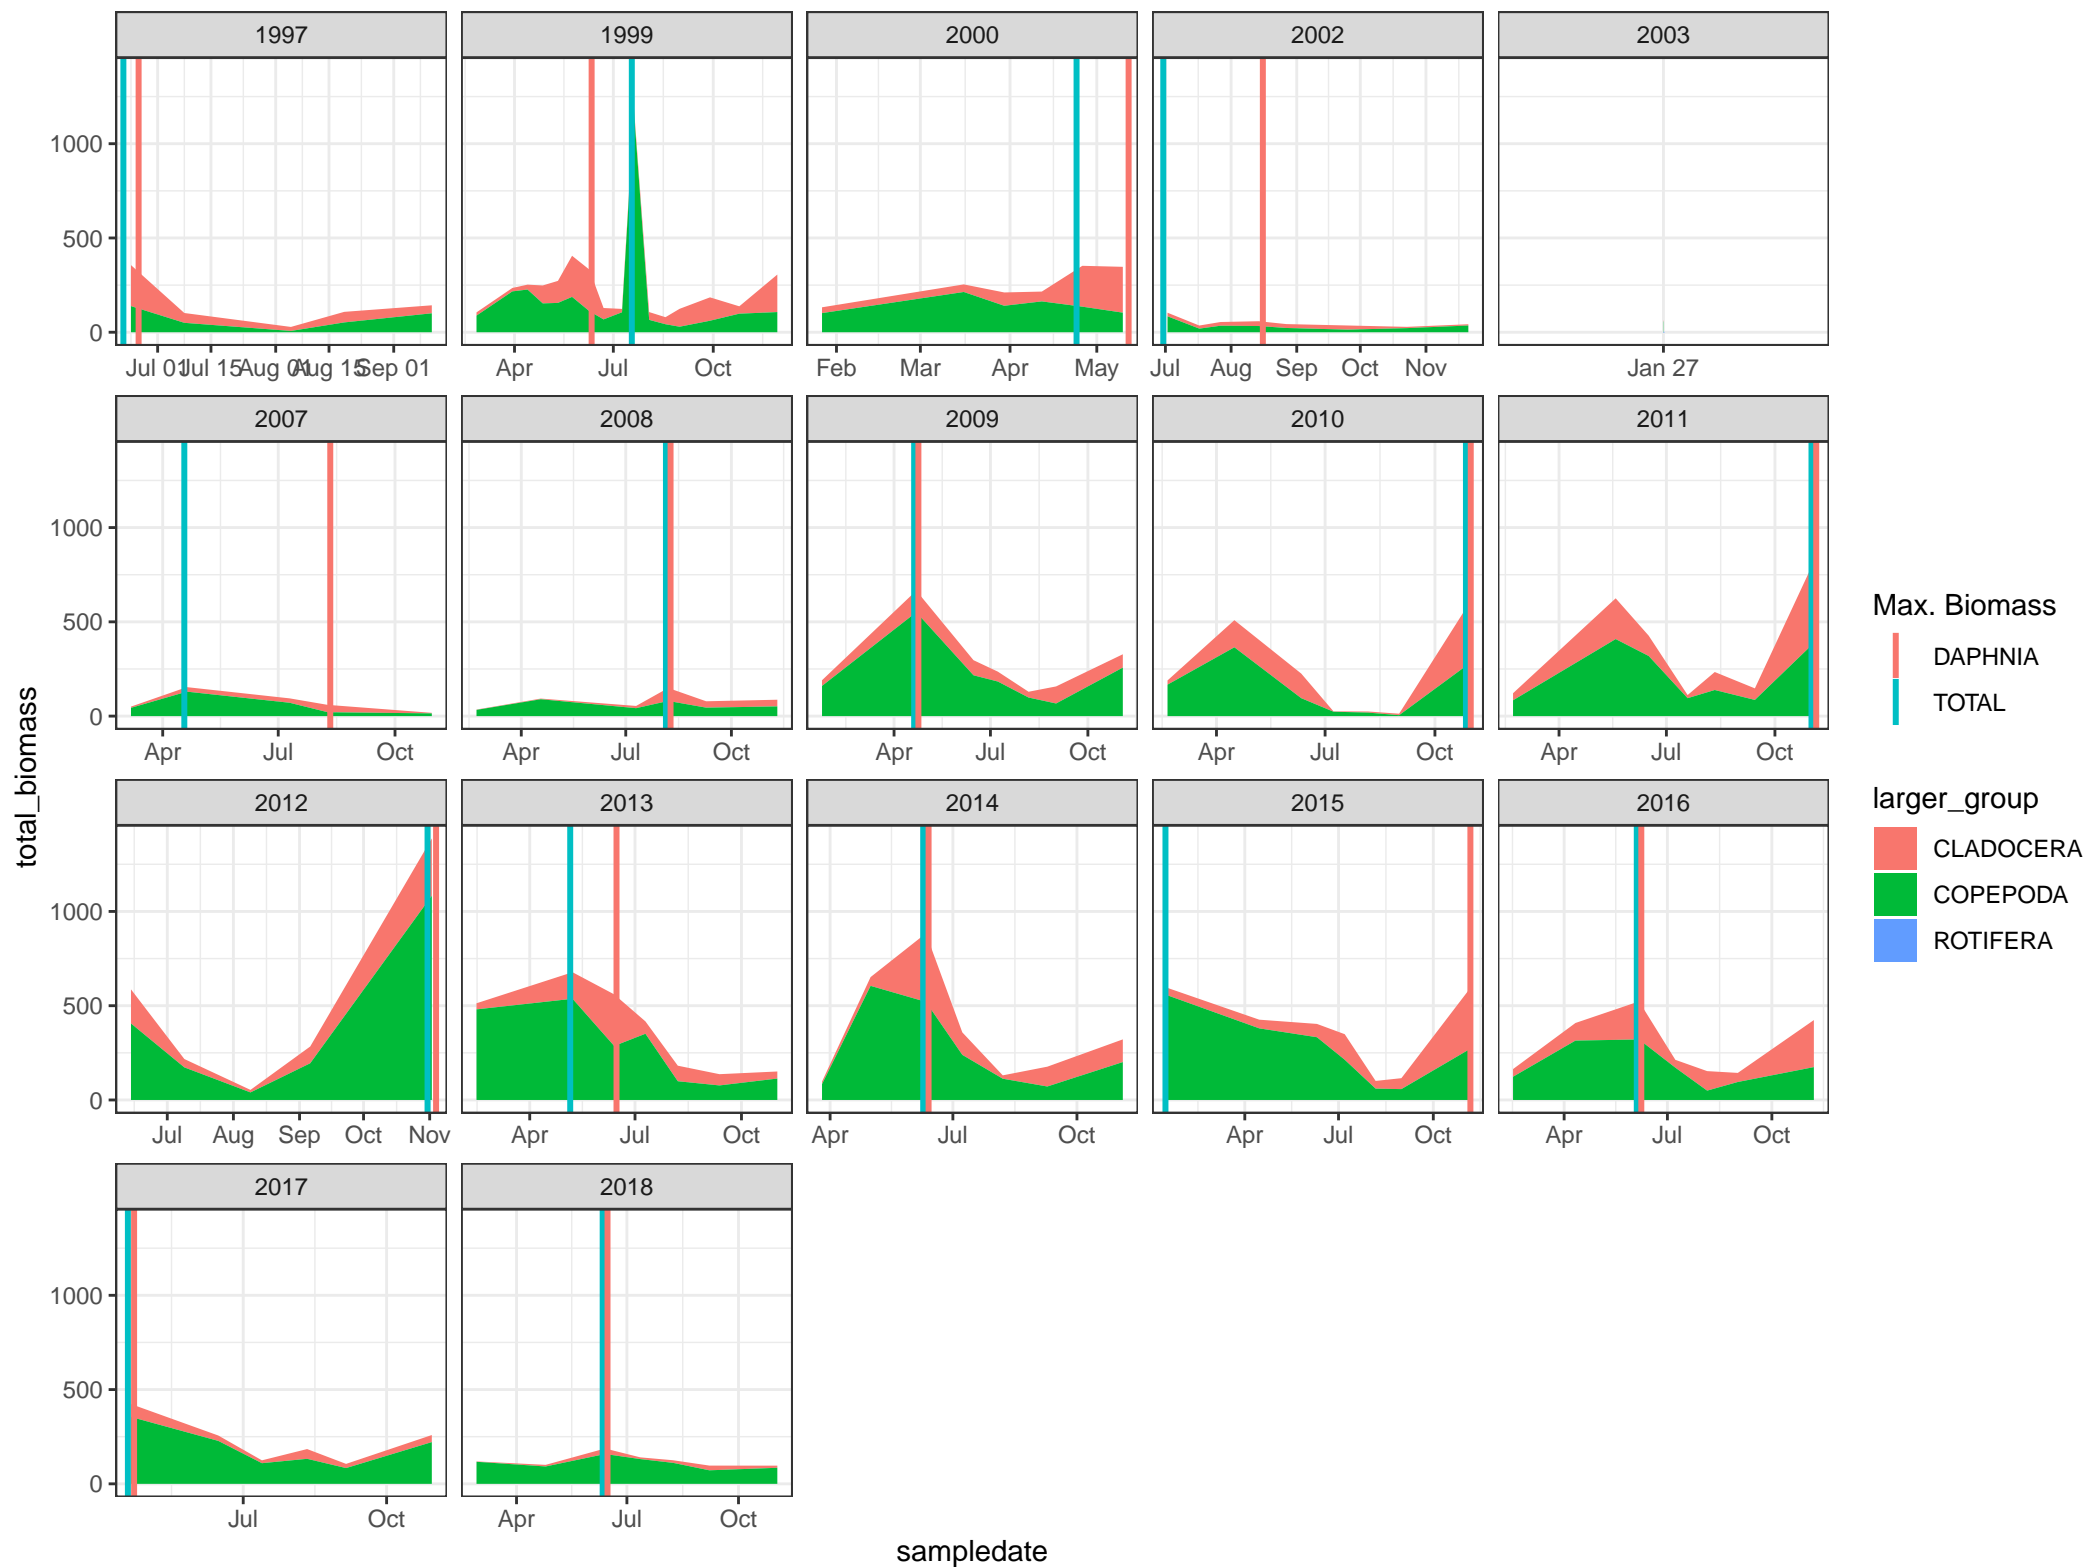 1997 1999 2000 2002 2003
1000
500
0
Jul 01 Jul 15 Aug 01 Aug 15 Sep 01 Apr Jul Oct Feb Mar Apr May Jul Aug Sep Oct Nov Jan 27
2007 2008 2009 2010 2011
1000
500
0
Apr Jul Oct Apr Jul Oct Apr Jul Oct Apr Jul Oct Apr Jul Oct
2012 2013 2014 2015 2016
1000
500
0
Jul Aug Sep Oct Nov Apr Jul Oct Apr Jul Oct Apr Jul Oct Apr Jul Oct
2017 2018
1000
500
0
Jul Oct Apr Jul Oct
total_biomass
sampledate
Max. Biomass
DAPHNIA
TOTAL
larger_group
CLADOCERA
COPEPODA
ROTIFERA